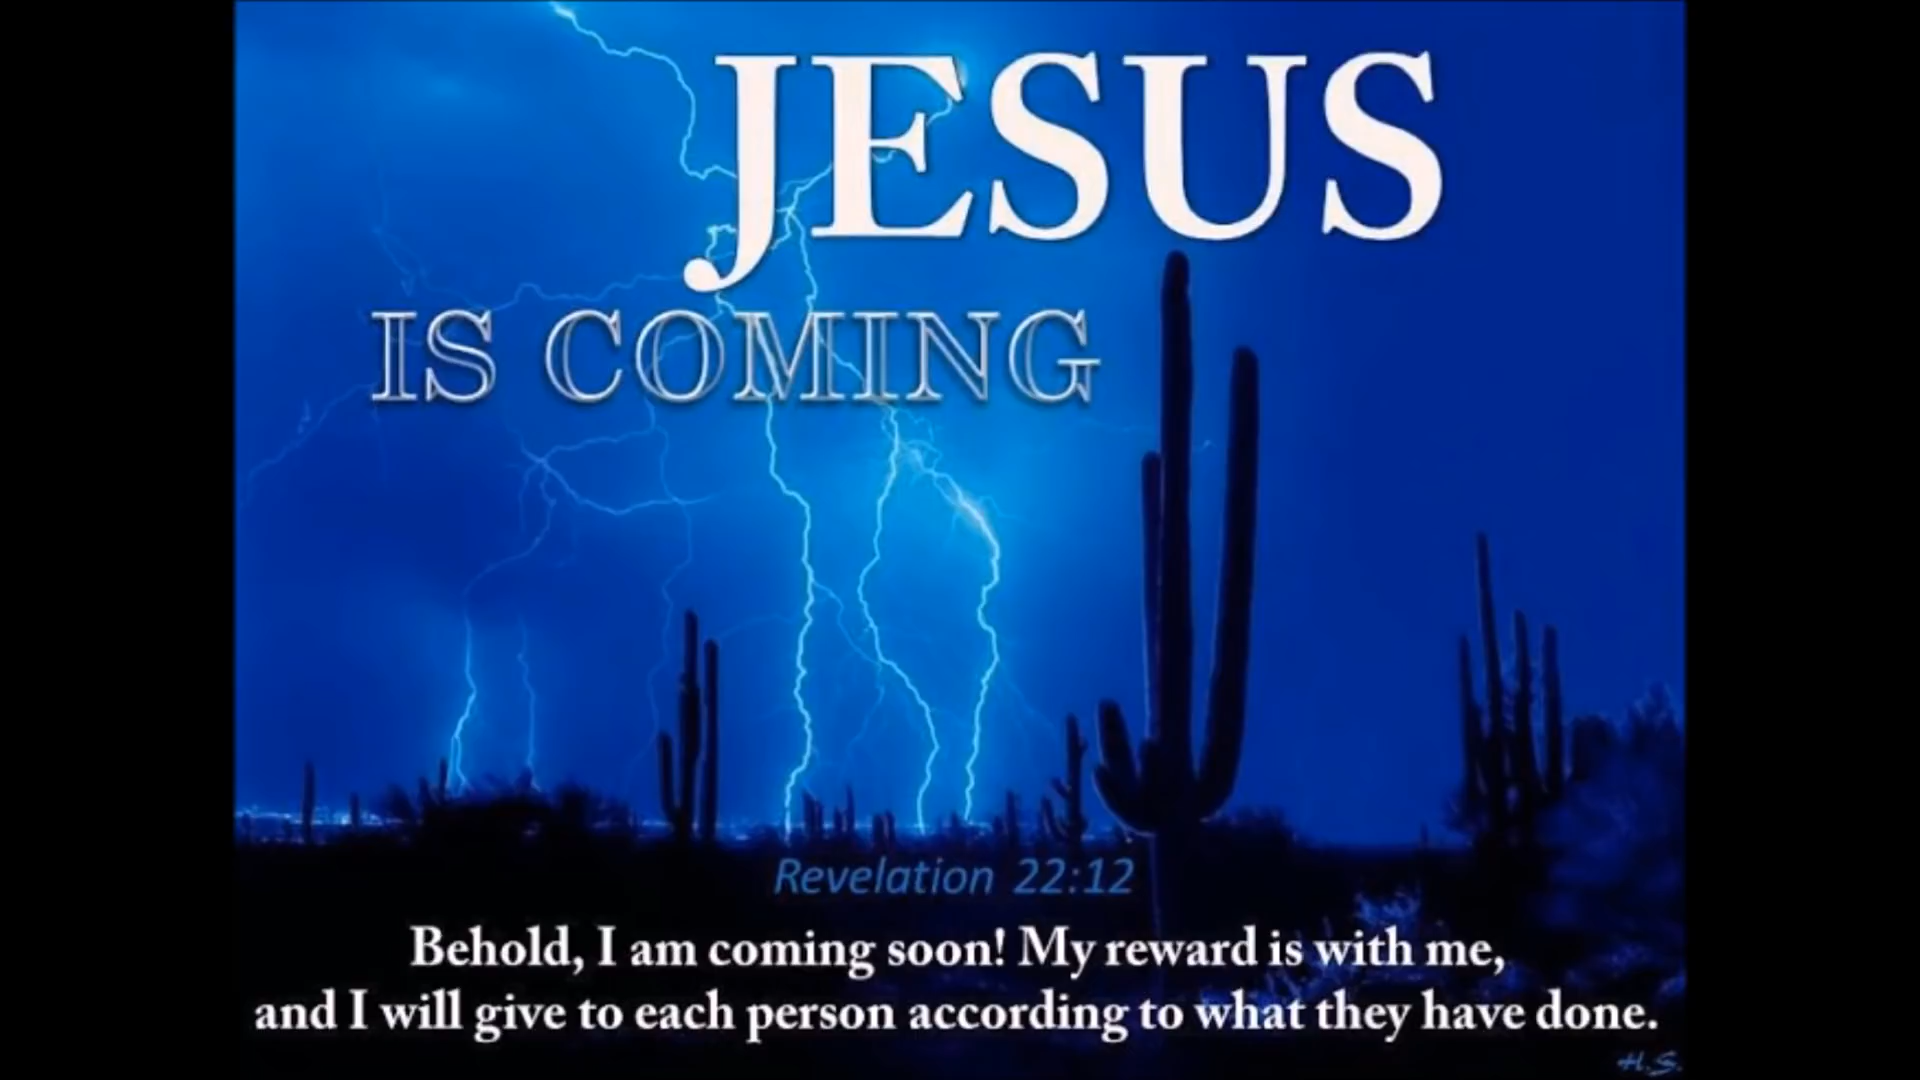 JESUS
IS COMING
Revelation 22:12
Behold, I am coming soon! My reward is with me,
and I will give to each person according to what they have done.
H.S.